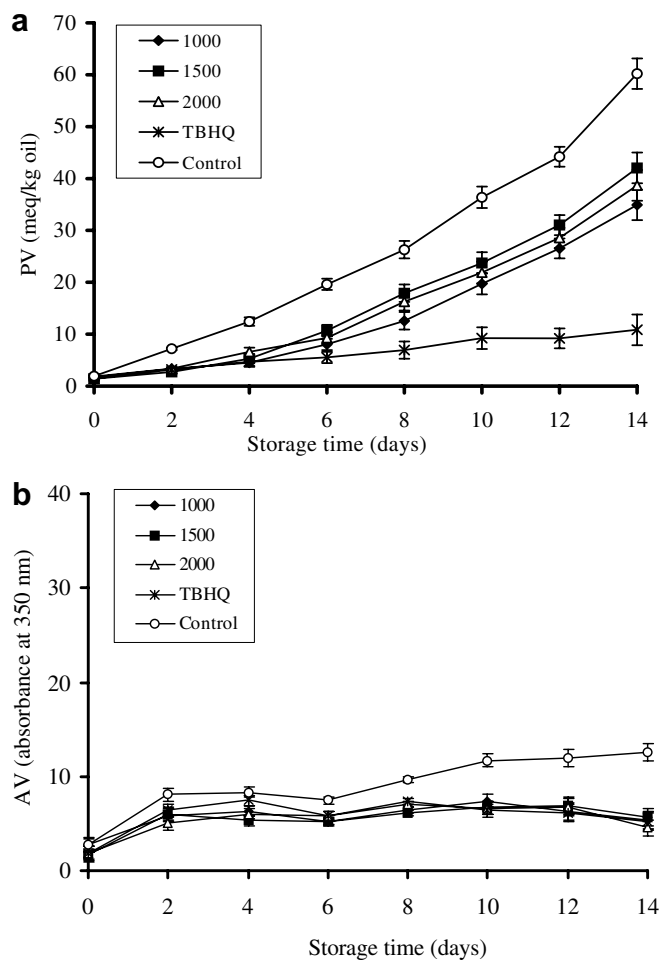 a
PV (meq/kg oil)
70
60
50
40
30
20
10
0
1000
1500
2000
TBHQ
Control
0 2 4 6 8 10 12 14
Storage time (days)
b
AV (absorbance at 350 nm)
40
30
20
10
0
1000
1500
2000
TBHQ
Control
0 2 4 6 8 10 12 14
Storage time (days)